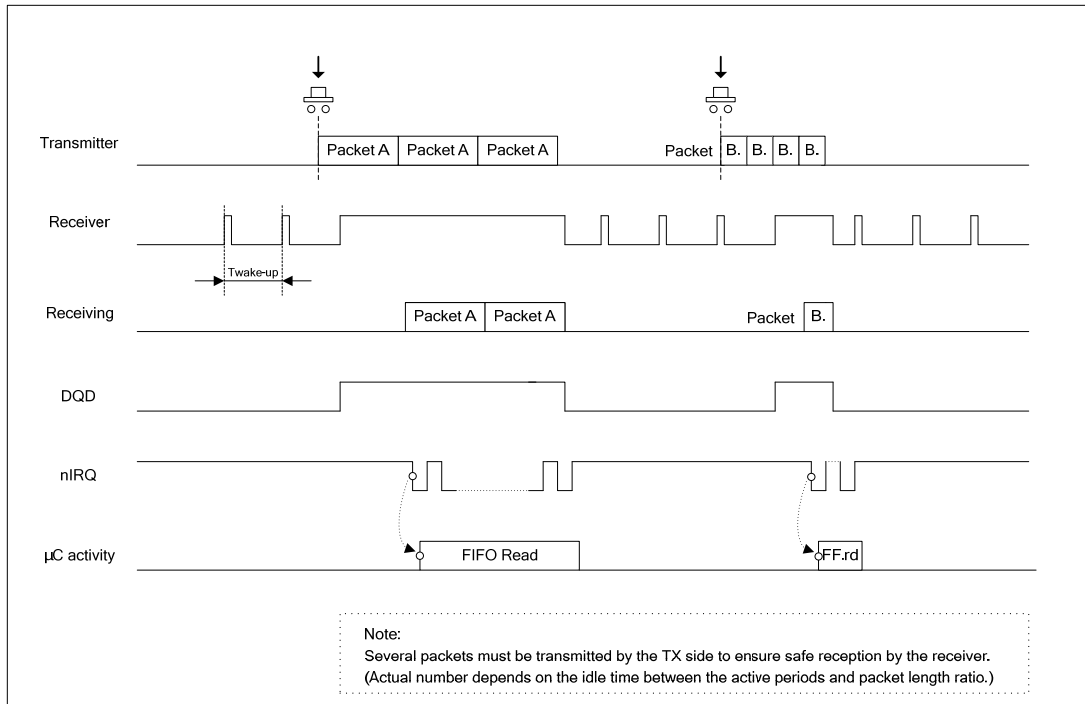 Transmitter
Packet A Packet A Packet A
Packet B. B. B. B.
Receiver
Twake-up
Receiving
Packet A Packet A
Packet B.
DQD
nIRQ
µC activity
FIFO Read
FF.rd
Note:
Several packets must be transmitted by the TX side to ensure safe reception by the receiver.
(Actual number depends on the idle time between the active periods and packet length ratio.)